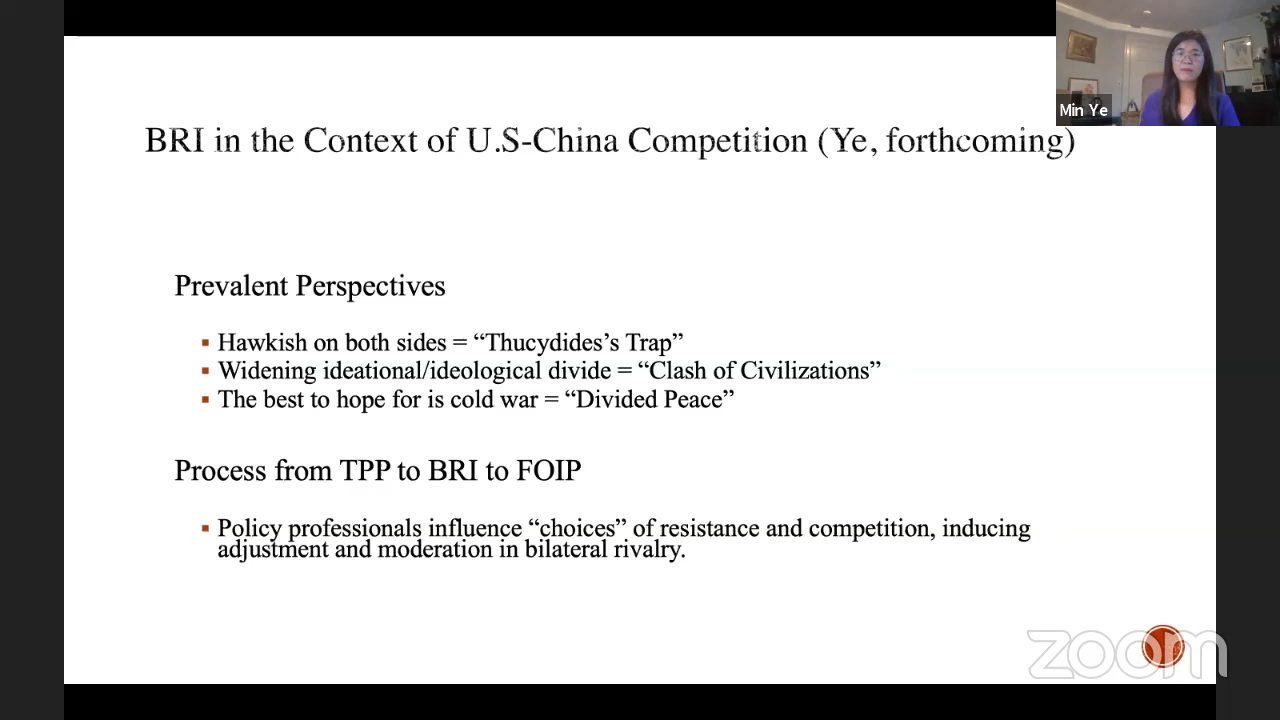 Min Ye
BRI in the Context of U.S-China Competition (Ye, forthcoming)
Prevalent Perspectives
▪ Hawkish on both sides = “Thucydides’s Trap”
▪ Widening ideational/ideological divide = “Clash of Civilizations”
▪ The best to hope for is cold war = “Divided Peace”
Process from TPP to BRI to FOIP
▪ Policy professionals influence “choices” of resistance and competition, inducing
adjustment and moderation in bilateral rivalry.
zoom